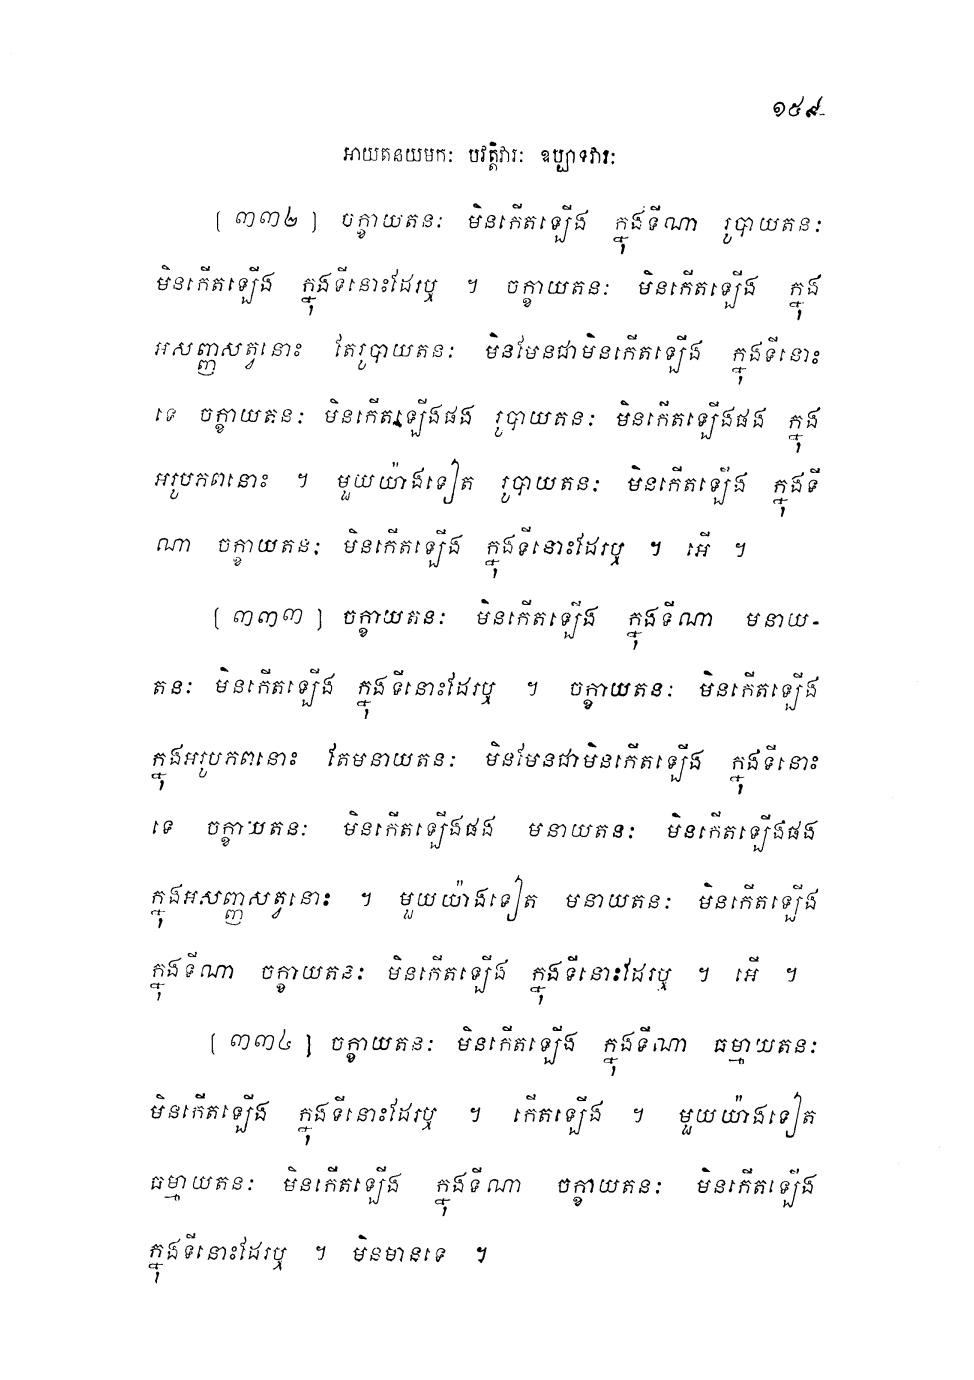 ១៥៩
អាយតនយមកៈ បវត្តិវារៈ ឧប្បាទវារៈ
[ ៣៣២ ] ចក្ខាយតនៈ មិនកើតឡើង ក្នុងទីណា រូបាយតនៈ
មិនកើតឡើង ក្នុងទីនោះដែរឬ ។ ចក្ខាយតនៈ មិនកើតឡើង ក្នុង
អសញ្ញសត្វនោះ តែរូបាយតនៈ មិនមែនជាមិនកើតឡើង ក្នុងទីនោះ
ទេ ចក្ខាយតនៈ មិនកើតឡើងផង រូបាយតនៈ មិនកើតឡើងផង ក្នុង
អរូបភពនោះ ។ មួយយ៉ាងទៀត រូបាយតនៈ មិនកើតឡើង ក្នុងទី
ណា ចក្ខាយតនៈ មិនកើតឡើង ក្នុងទីនោះដែរឬ ។ អើ ។
[ ៣៣៣ ] ចក្ខាយតនៈ មិនកើតឡើង ក្នុងទីណា មនាយ-
តនៈ មិនកើតឡើង ក្នុងទីនោះដែរឬ ។ ចក្ខាយតនៈ មិនកើតឡើង
ក្នុងអរូបភពនោះ តែមនាយតនៈ មិនមែនជាមិនកើតឡើង ក្នុងទីនោះ
ទេ ចក្ខាយតនៈ មិនកើតឡើងផង មនាយតនៈ មិនកើតឡើងផង
ក្នុងអសញ្ញសត្វនោះ ។ មួយយ៉ាងទៀត មនាយតនៈ មិនកើតឡើង
ក្នុងទីណា ចក្ខាយតនៈ មិនកើតឡើង ក្នុងទីនោះដែរឬ ។ អើ ។
[ ៣៣៤ ] ចក្ខាយតនៈ មិនកើតឡើង ក្នុងទីណា ធម្មាយតនៈ
មិនកើតឡើង ក្នុងទីនោះដែរឬ ។ កើតឡើង ។ មួយយ៉ាងទៀត
ធម្មាយតនៈ មិនកើតឡើង ក្នុងទីណា ចក្ខាយតនៈ មិនកើតឡើង
ក្នុងទីនោះដែរឬ ។ មិនមានទេ ។